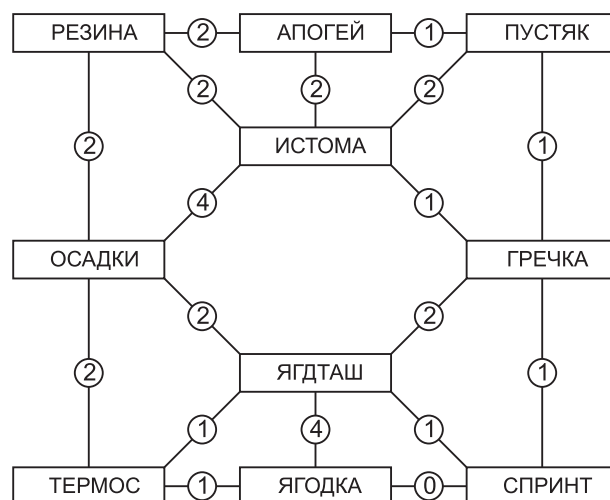 РЕЗИНА 2 АПОГЕЙ 1 ПУСТЯК
2 2 2
2 ИСТОМА 1
4 1
ОСАДКИ ГРЕЧКА
2 2
2 ЯГДТАШ 1
1 4 1
ТЕРМОС 1 ЯГОДКА 0 СПРИНТ